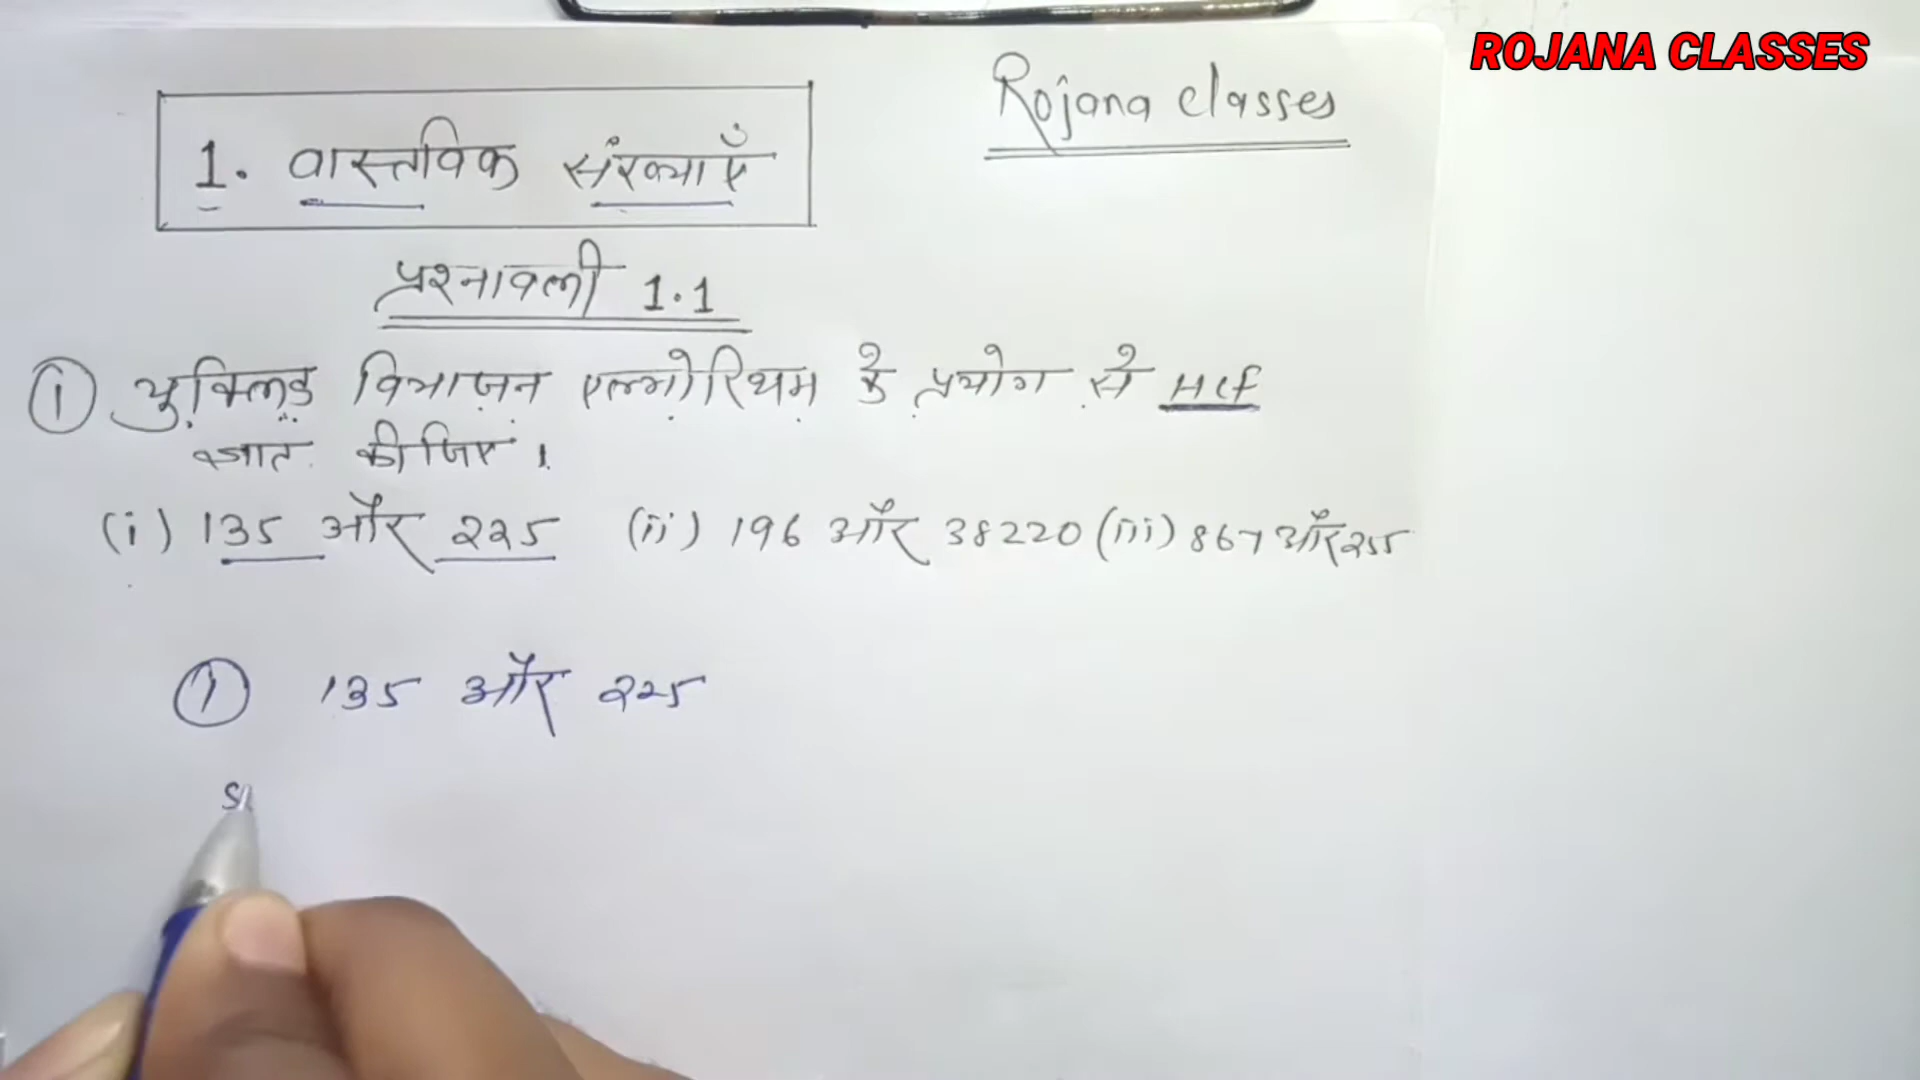 ROJANA CLASSES
Rojana classes
1. वास्तविक संख्याएँ
प्रश्नावली 1.1
① युक्लिड विभाजन एल्गोरिथम के प्रयोग से HCF
ज्ञात कीजिए।
(i) 135 और 225 (ii) 196 और 38220 (iii) 867 और 255
① 135 और 225